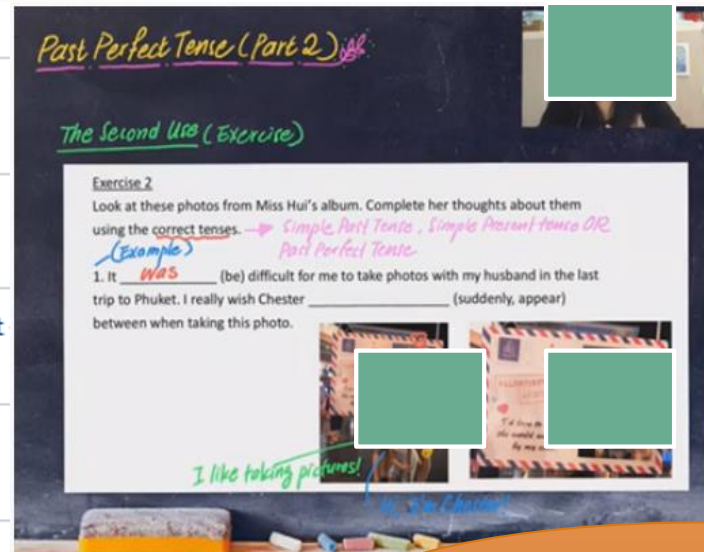 Past Perfect Tense (Part 2)
The Second Use (Exercise)
Exercise 2
Look at these photos from Miss Hui's album. Complete her thoughts about them
using the correct tenses. → Simple Past Tense, Simple Present tense OR
(Example) Past Perfect Tense
1. It was (be) difficult for me to take photos with my husband in the last
trip to Phuket. I really wish Chester ____________________ (suddenly, appear)
between when taking this photo.
I like taking pictures!
Hi, I'm Chester!